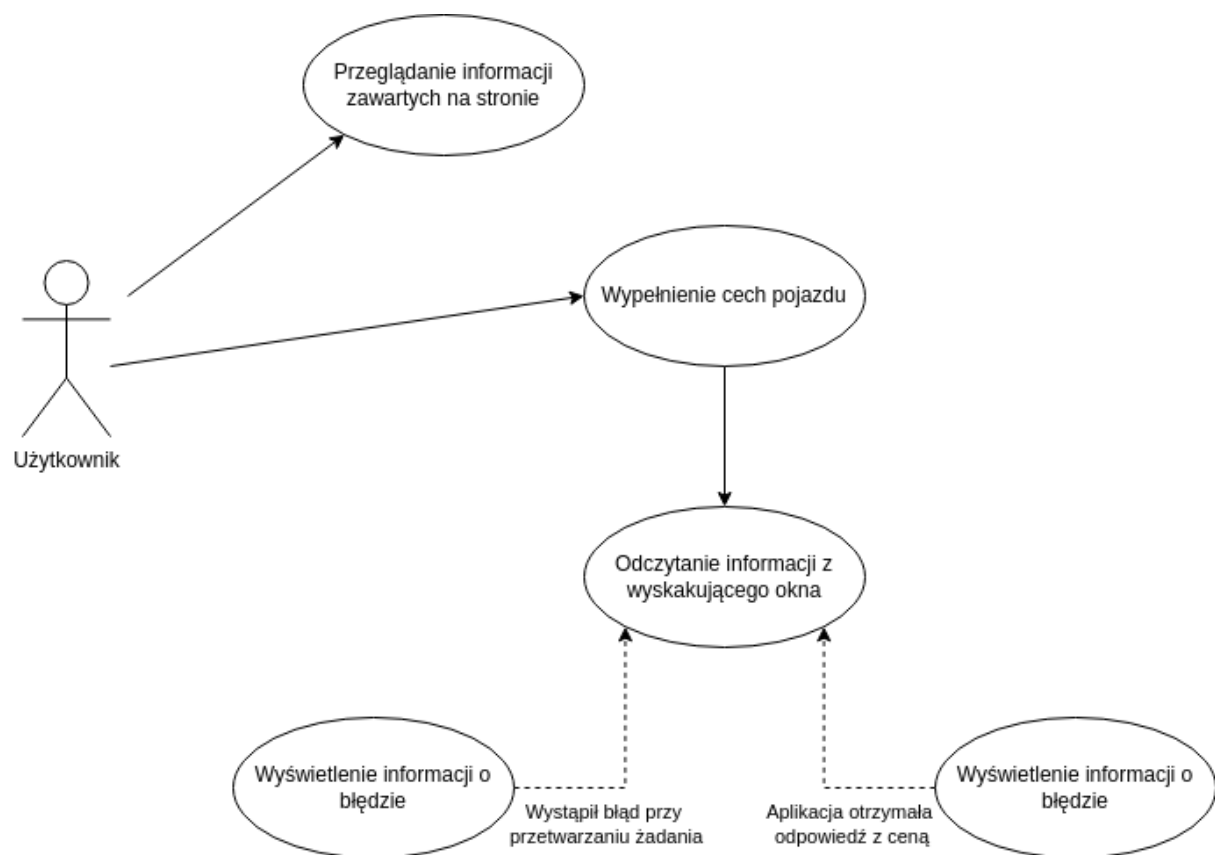 Przeglądanie informacji
zawartych na stronie
Wypełnienie cech pojazdu
Użytkownik
Odczytanie informacji z
wyskakującego okna
Wyświetlenie informacji o
błędzie
Wystąpił błąd przy
przetwarzaniu żadania
Aplikacja otrzymała
odpowiedź z ceną
Wyświetlenie informacji o
błędzie